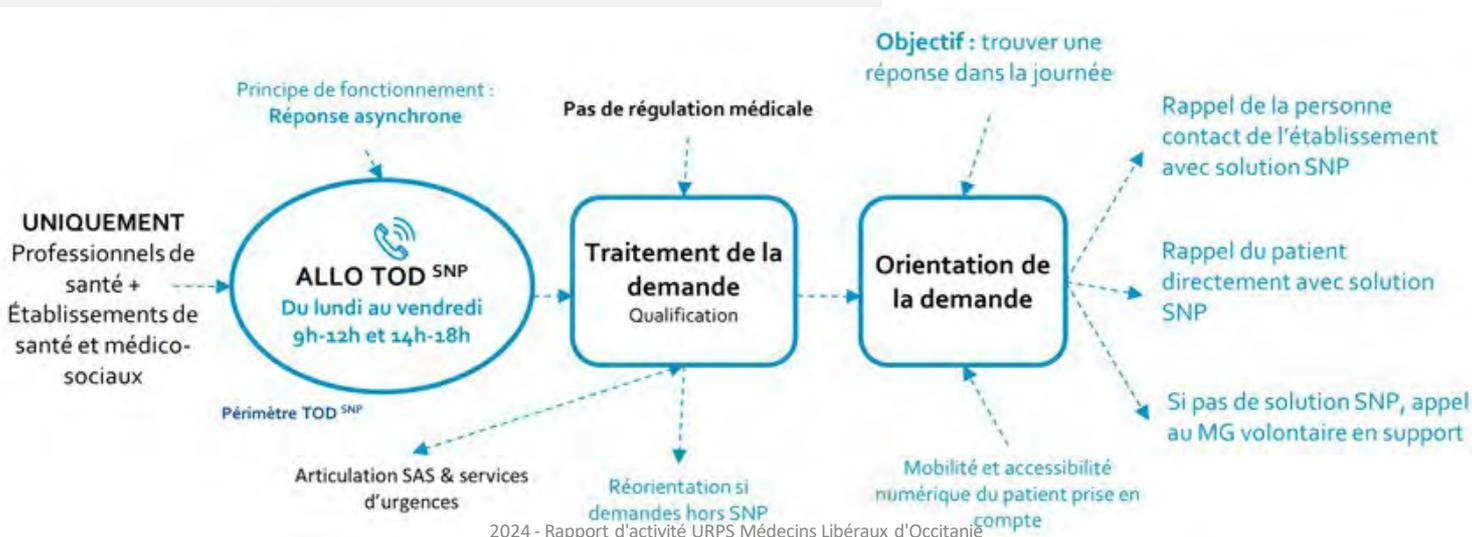 Principe de fonctionnement :
Réponse asynchrone
Pas de régulation médicale
Objectif : trouver une
réponse dans la journée
UNIQUEMENT
Professionnels de
santé +
Établissements de
santé et médico-
sociaux
ALLO TOD SNP
Du lundi au vendredi
9h-12h et 14h-18h
Périmètre TOD SNP
Traitement de la
demande
Qualification
Articulation SAS & services
d'urgences
Réorientation si
demandes hors SNP
Orientation de
la demande
Mobilité et accessibilité
numérique du patient prise en
compte
Rappel de la personne
contact de l'établissement
avec solution SNP
Rappel du patient
directement avec solution
SNP
Si pas de solution SNP, appel
au MG volontaire en support
2024 - Rapport d'activité URPS Médecins Libéraux d'Occitanie